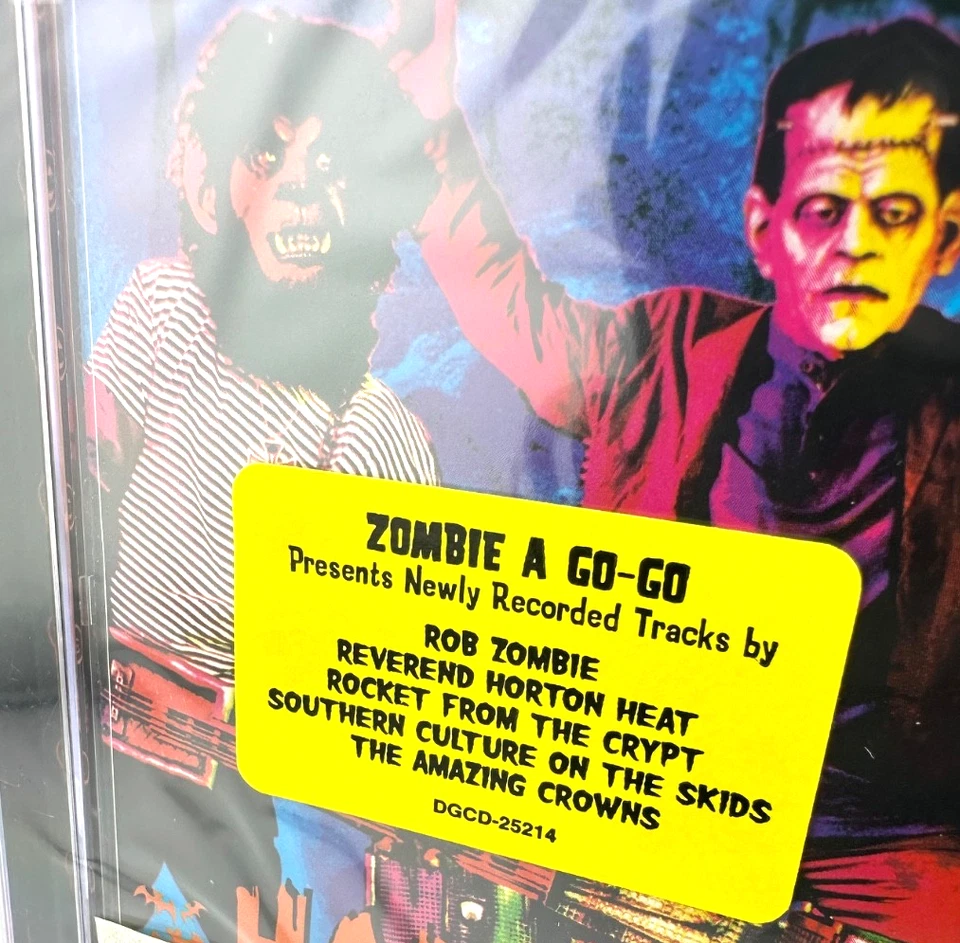 ZOMBIE A GO-GO
Presents Newly Recorded Tracks by
ROB ZOMBIE
REVEREND HORTON HEAT
ROCKET FROM THE CRYPT
SOUTHERN CULTURE ON THE SKIDS
THE AMAZING CROWNS
DGCD-25214